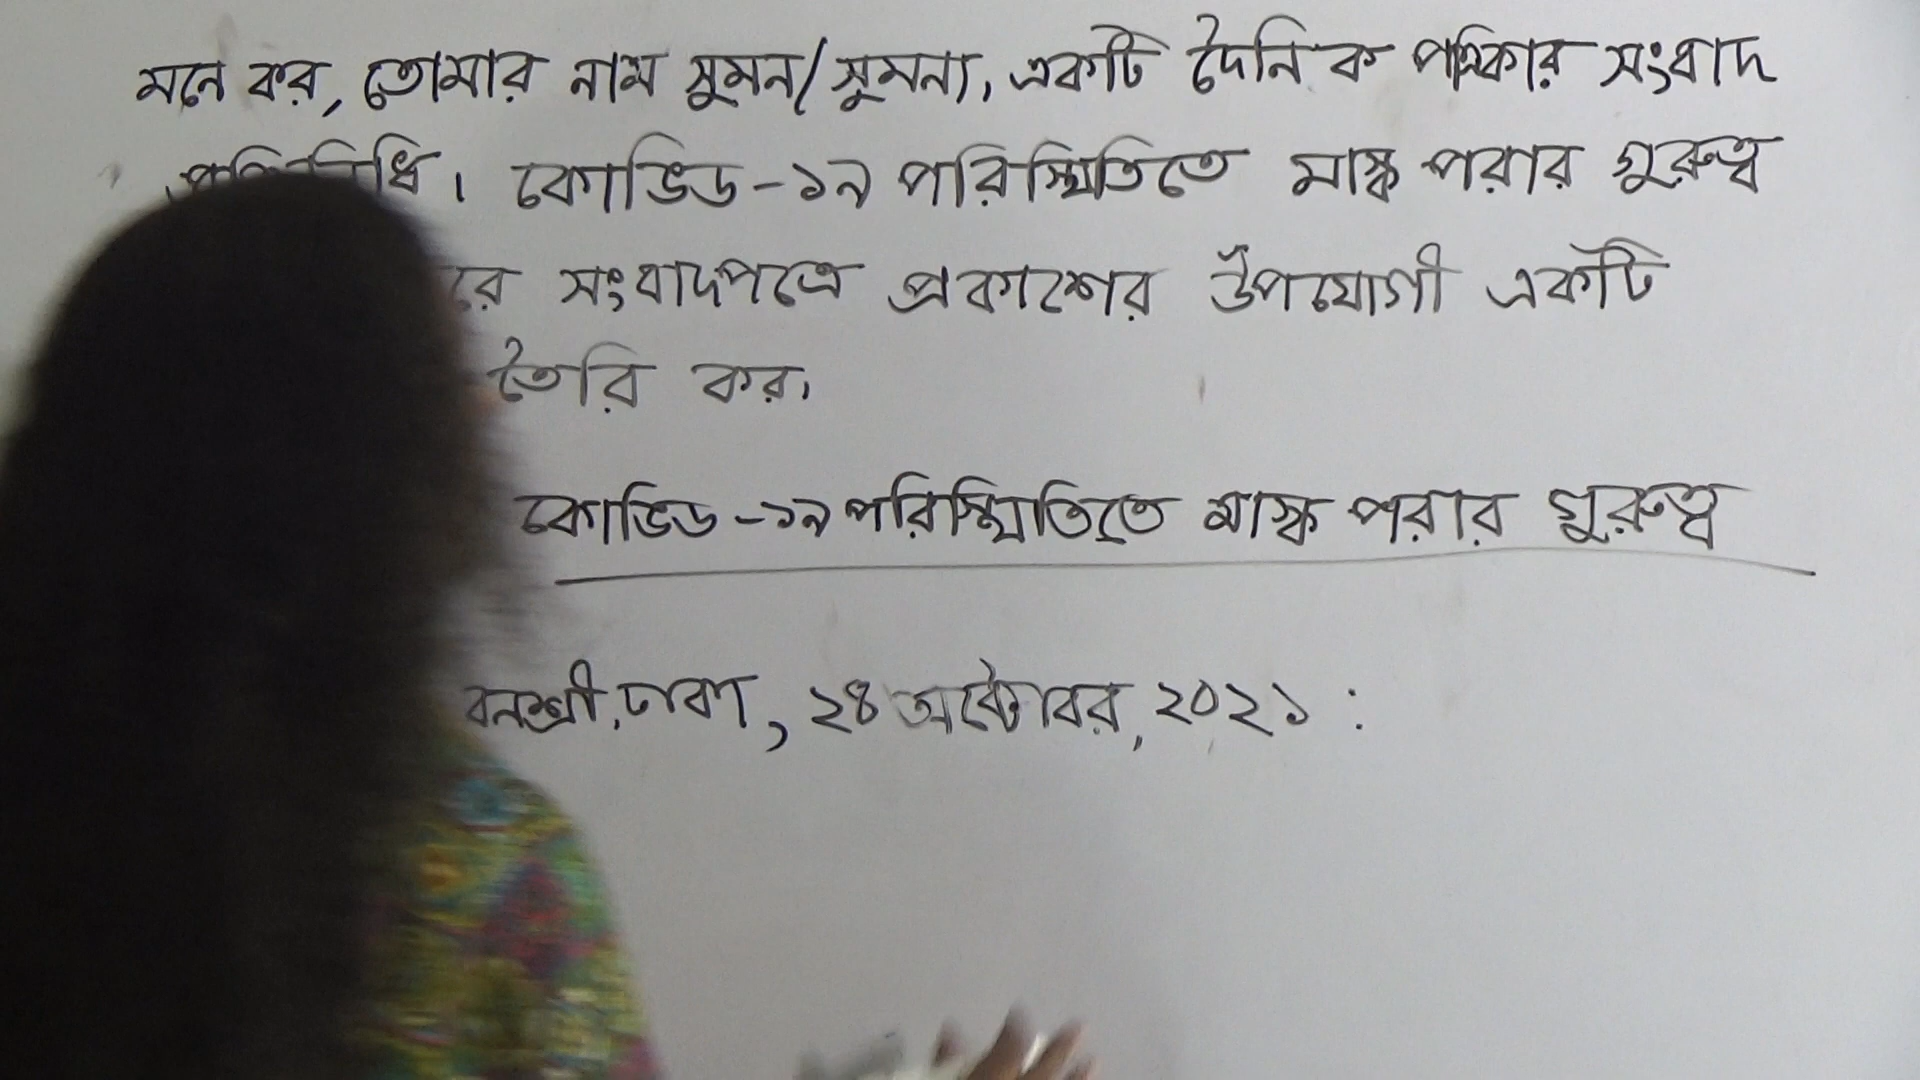 মনে কর, তোমার নাম সুমন/সুমনা, একটি দৈনিক পত্রিকার সংবাদ
প্রতিনিধি। কোভিড-১৯ পরিস্থিতিতে মাস্ক পরার গুরুত্ব
সংবাদপত্রে প্রকাশের উপযোগী একটি
তৈরি কর।
কোভিড-১৯ পরিস্থিতিতে মাস্ক পরার গুরুত্ব
বনশ্রী, ঢাকা, ২৪ অক্টোবর, ২০২১ :